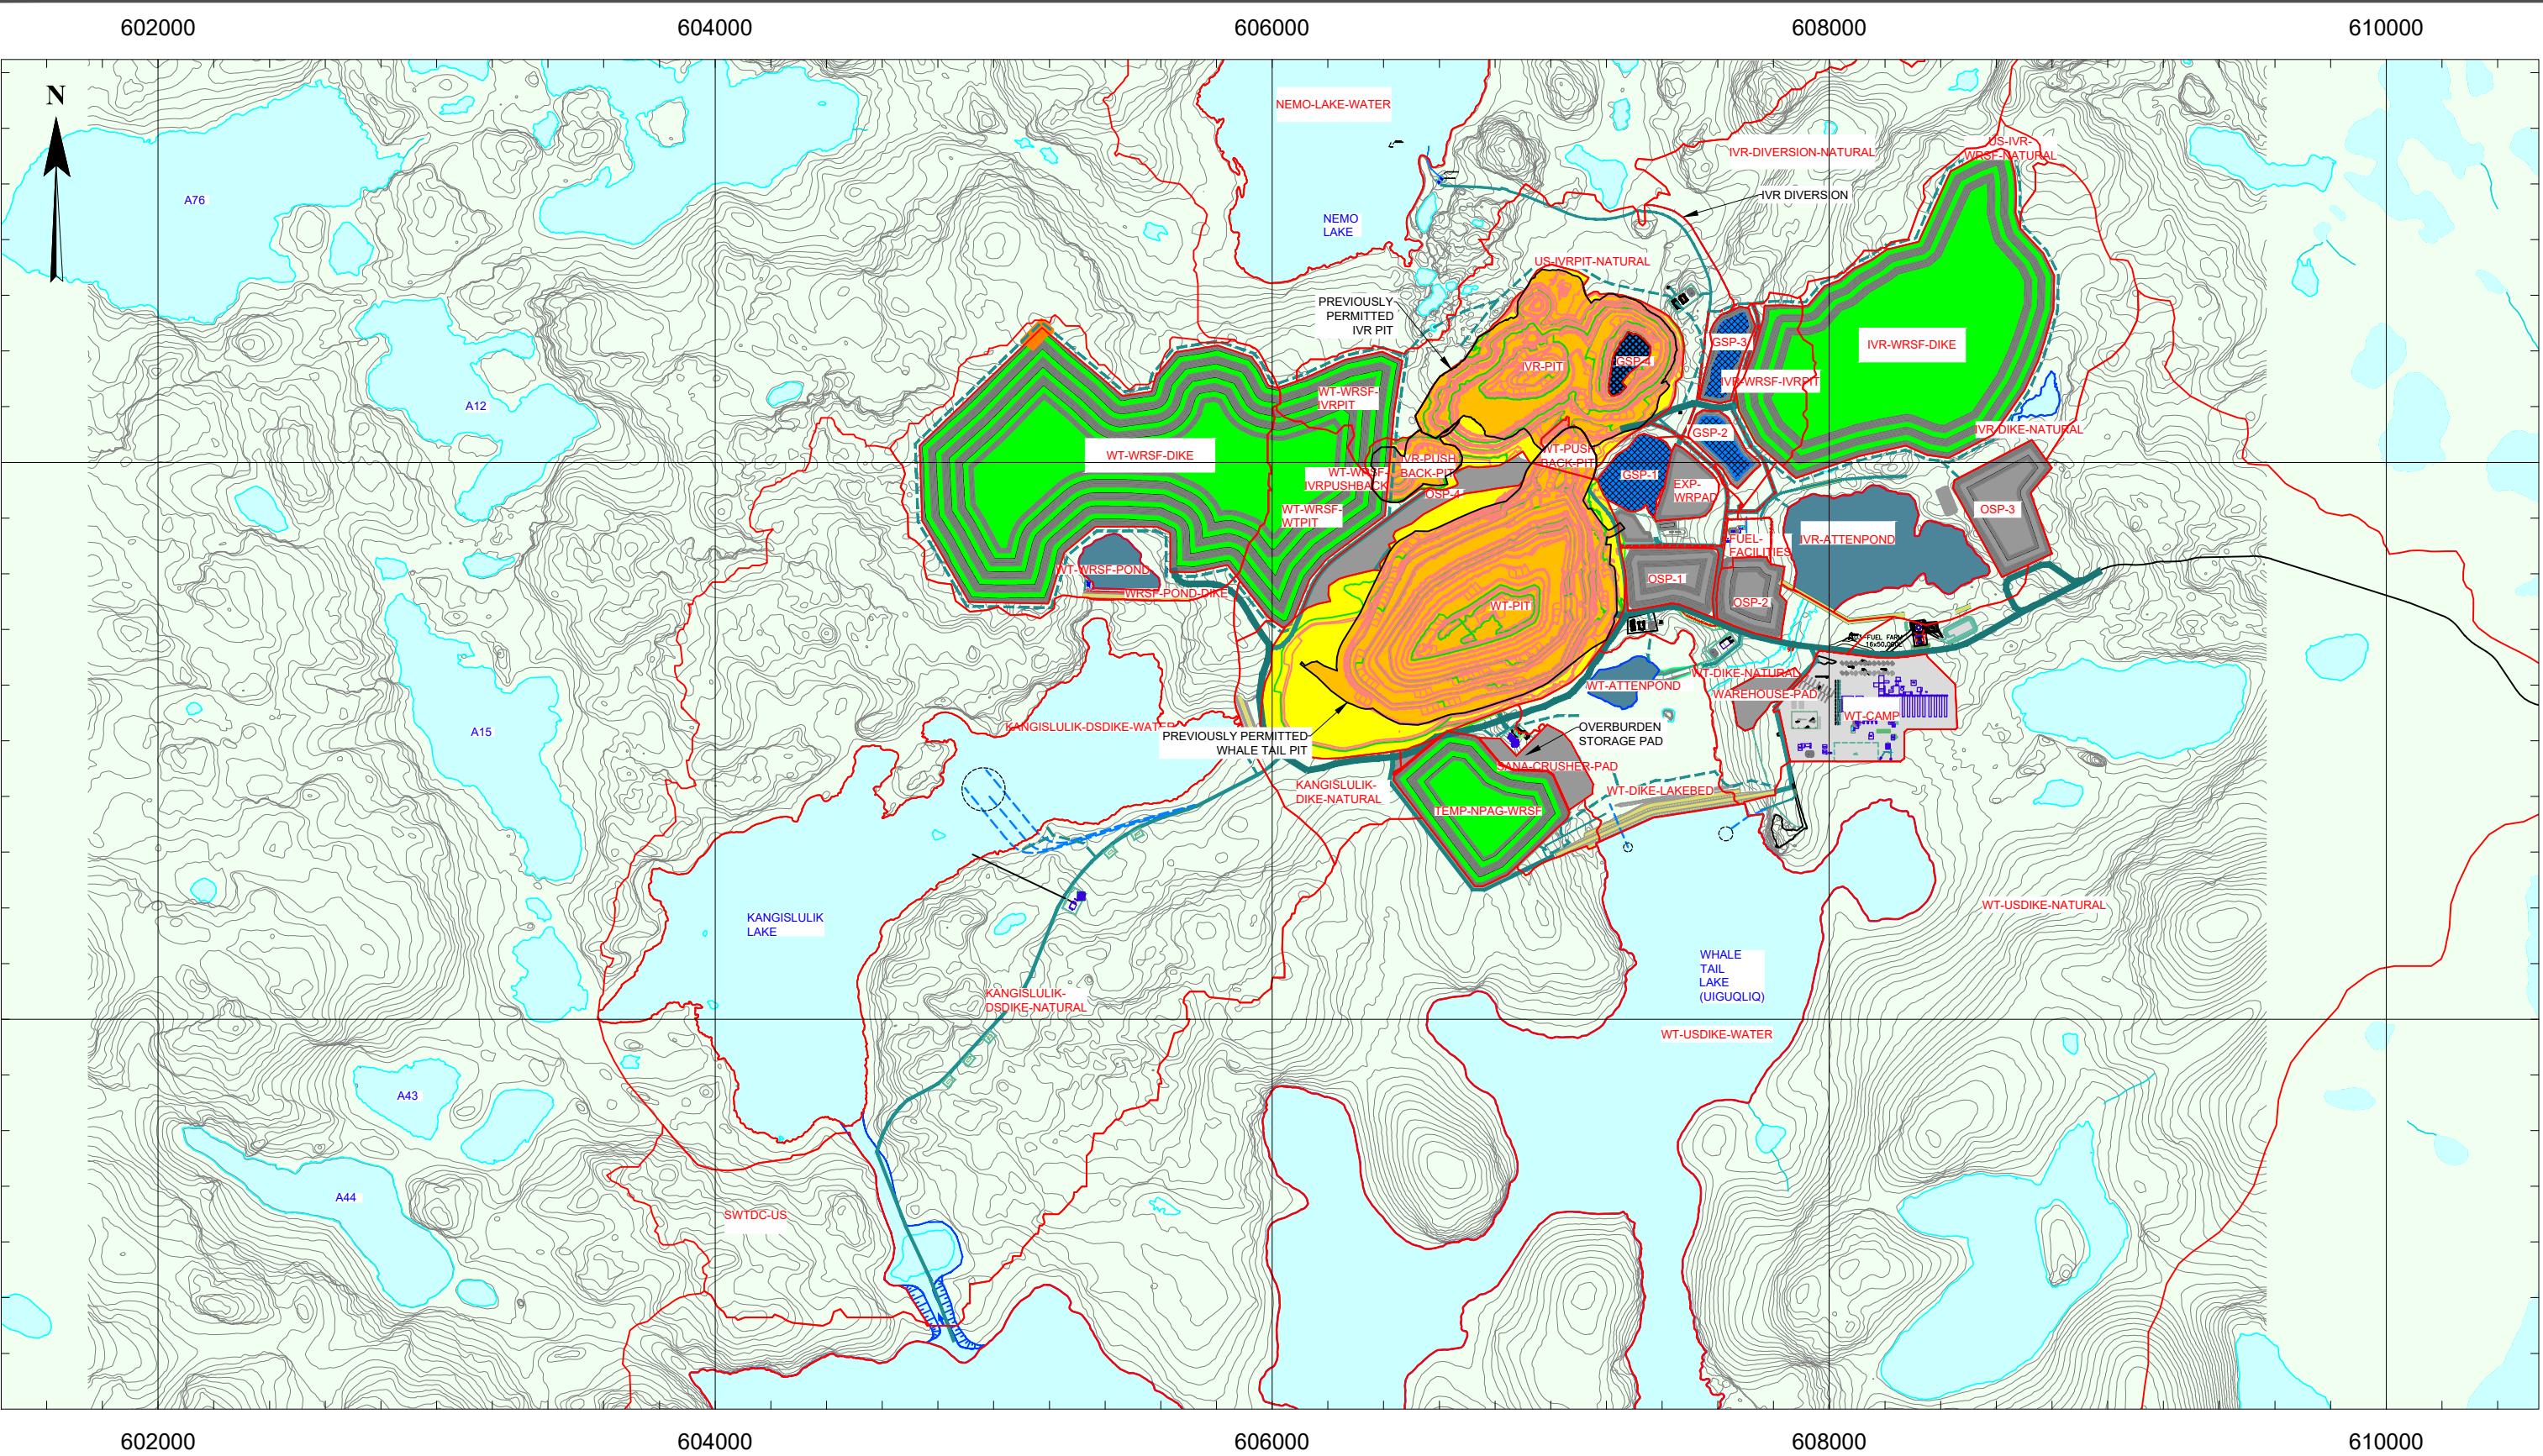 602000
604000
606000
608000
610000
N
NEMO-LAKE-WATER
IVR-DIVERSION-NATURAL
US-IVR-
WRSF-NATURAL
A76
IVR DIVERSION
NEMO
LAKE
US-IVRPIT-NATURAL
PREVIOUSLY
PERMITTED
IVR PIT
GSP-3
IVR-WRSF-DIKE
GSP-4
IVR-PIT
IVR-WRSF-IVRPIT
WT-WRSF-
IVRPIT
A12
GSP-2
IVR-DIKE-NATURAL
WT-WRSF-DIKE
WT-PUSH
BACK-PIT
IVR-PUSH
BACK-PIT
WT-WRSF-
IVRPUSHBACK
GSP-1
EXP-
WRPAD
OSP-4
WT-WRSF-
WTPIT
OSP-3
FUEL-
FACILITIES
IVR-ATTENPOND
WT-WRSF-POND
OSP-1
WRSF-POND-DIKE
OSP-2
WT-PIT
FUEL FARM
16x50,000L
WT-DIKE-NATURAL
WT-ATTENPOND
WAREHOUSE-PAD
WT-CAMP
KANGISLULIK-DSDIKE-WATER
A15
PREVIOUSLY PERMITTED
WHALE TAIL PIT
OVERBURDEN
STORAGE PAD
SANA-CRUSHER-PAD
KANGISLULIK-
DIKE-NATURAL
WT-DIKE-LAKEBED
TEMP-NPAG-WRSF
WT-USDIKE-NATURAL
KANGISLULIK
LAKE
WHALE
TAIL
LAKE
(UIGUQLIQ)
KANGISLULIK-
DSDIKE-NATURAL
WT-USDIKE-WATER
A43
A44
SWTDC-US
602000
604000
606000
608000
610000